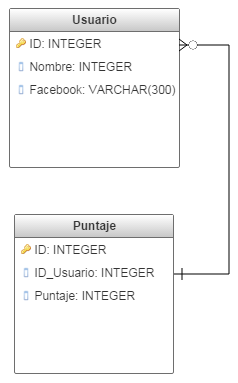 Usuario
ID: INTEGER
Nombre: INTEGER
Facebook: VARCHAR(300)
Puntaje
ID: INTEGER
ID_Usuario: INTEGER
Puntaje: INTEGER